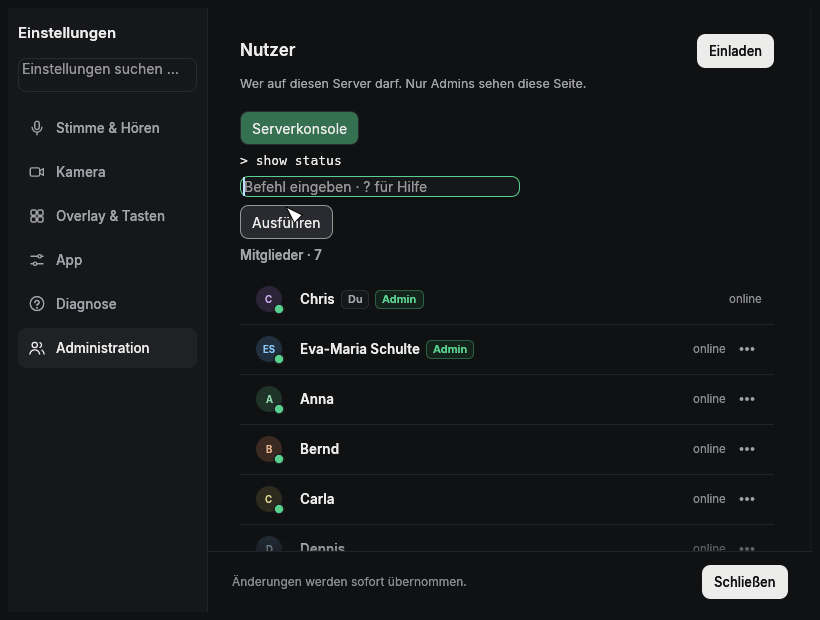 Einstellungen
Einstellungen suchen ...
Stimme & Hören
Kamera
Overlay & Tasten
App
Diagnose
Administration
Nutzer
Einladen
Wer auf diesen Server darf. Nur Admins sehen diese Seite.
Serverkonsole
> show status
Befehl eingeben · ? für Hilfe
Ausführen
Mitglieder · 7
C Chris Du Admin online
ES Eva-Maria Schulte Admin online
A Anna online
B Bernd online
C Carla online
D Dennis online
Änderungen werden sofort übernommen.
Schließen